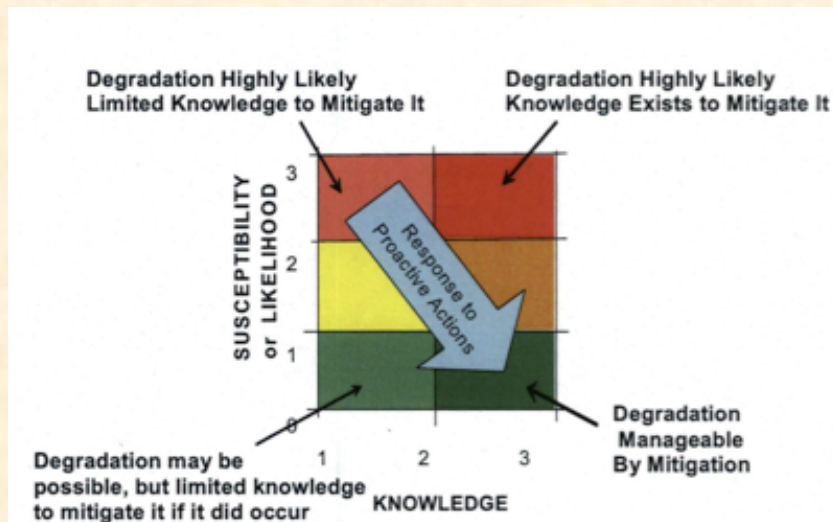 Degradation Highly Likely
Limited Knowledge to Mitigate It
Degradation Highly Likely
Knowledge Exists to Mitigate It
SUSCEPTIBILITY
or LIKELIHOOD
3
2
1
0
Response to
Proactive Actions
1 2 3
KNOWLEDGE
Degradation may be
possible, but limited knowledge
to mitigate it if it did occur
Degradation
Manageable
By Mitigation